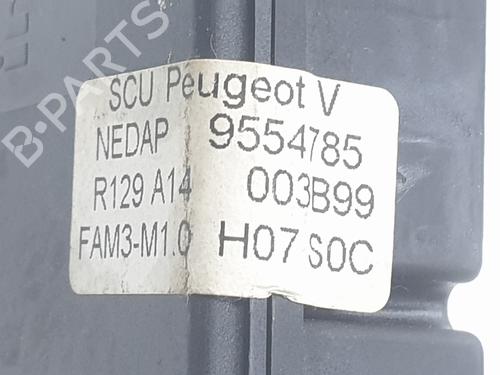 SCU Peugeot V
NEDAP 9554785
R129 A14 003B99
FAM3-M1.0 H07 S0C
B-PARTS